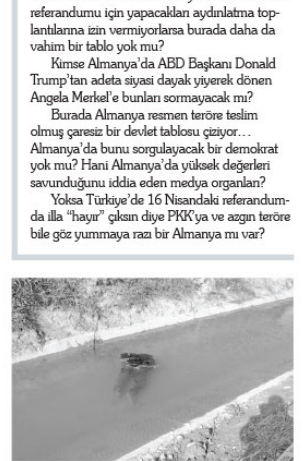 referandumu için yapacakları aydınlatma top-
lantılarına izin vermiyorlarsa burada daha da
vahim bir tablo yok mu?
Kimse Almanya’da ABD Başkanı Donald
Trump’tan adeta siyasi dayak yiyerek dönen
Angela Merkel’e bunları sormayacak mı?
Burada Almanya resmen teröre teslim
olmuş çaresiz bir devlet tablosu çiziyor…
Almanya’da bunu sorgulayacak bir demokrat
yok mu? Hani Almanya’da yüksek değerleri
savunduğunu iddia eden medya organları?
Yoksa Türkiye’de 16 Nisandaki referandum-
da illa “hayır” çıksın diye PKK’ya ve azgın teröre
bile göz yummaya razı bir Almanya mı var?